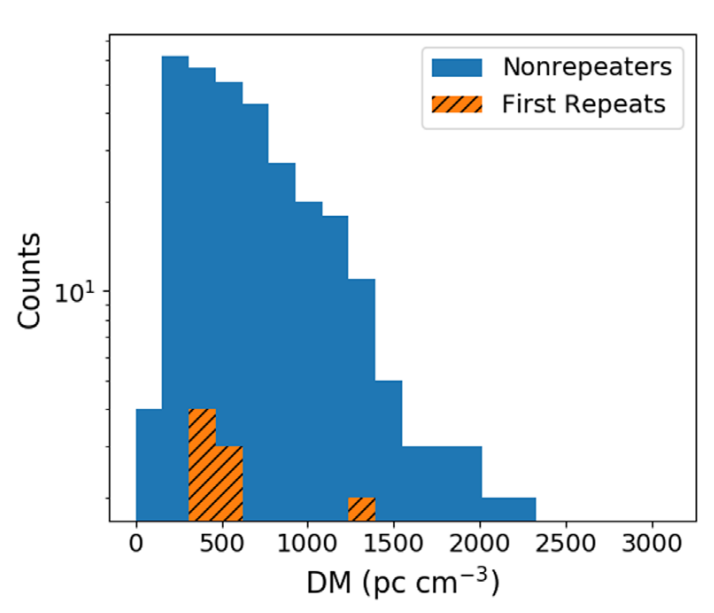 Nonrepeaters
First Repeats
Counts
10¹
0 500 1000 1500 2000 2500 3000
DM (pc cm⁻³)